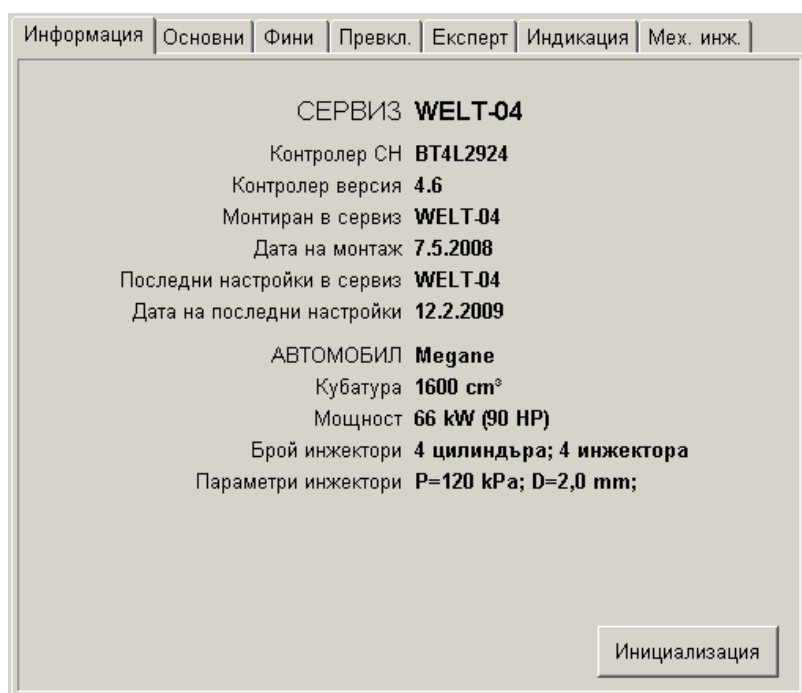 Информация Основни Фини Превкл. Експерт Индикация Мех. инж.
СЕРВИЗ WELT-04
Контролер СН BT4L2924
Контролер версия 4.6
Монтиран в сервиз WELT-04
Дата на монтаж 7.5.2008
Последни настройки в сервиз WELT-04
Дата на последни настройки 12.2.2009
АВТОМОБИЛ Megane
Кубатура 1600 cm³
Мощност 66 kW (90 HP)
Брой инжектори 4 цилиндъра; 4 инжектора
Параметри инжектори P=120 kPa; D=2,0 mm;
Инициализация